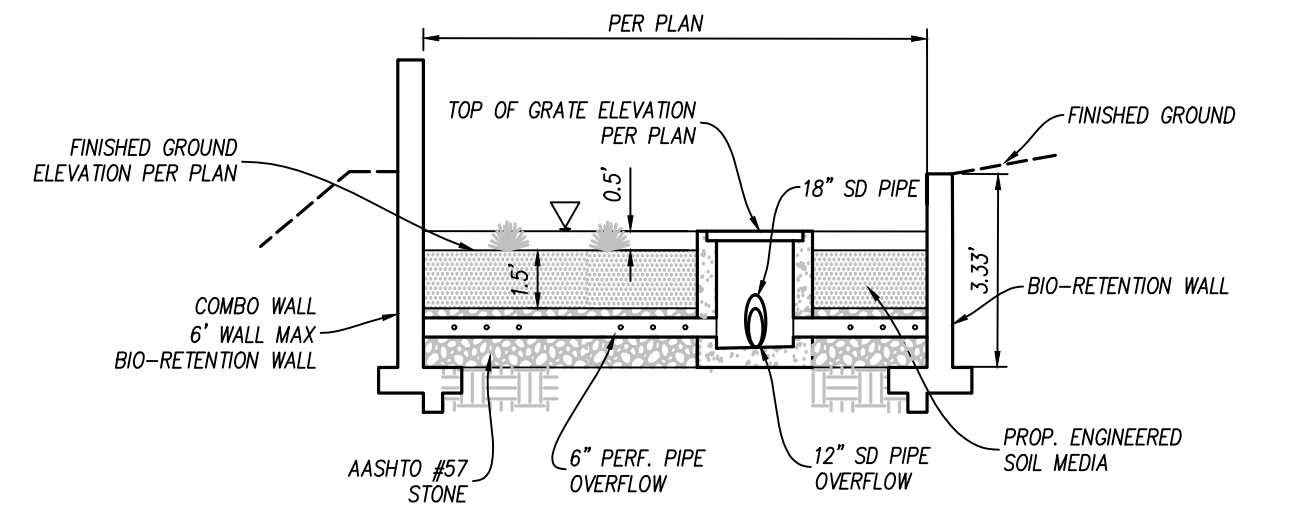 PER PLAN
TOP OF GRATE ELEVATION
PER PLAN
FINISHED GROUND
FINISHED GROUND
ELEVATION PER PLAN
0.5'
18" SD PIPE
1.5'
3.33'
COMBO WALL
6' WALL MAX
BIO-RETENTION WALL
BIO-RETENTION WALL
AASHTO #57
STONE
6" PERF. PIPE
OVERFLOW
12" SD PIPE
OVERFLOW
PROP. ENGINEERED
SOIL MEDIA